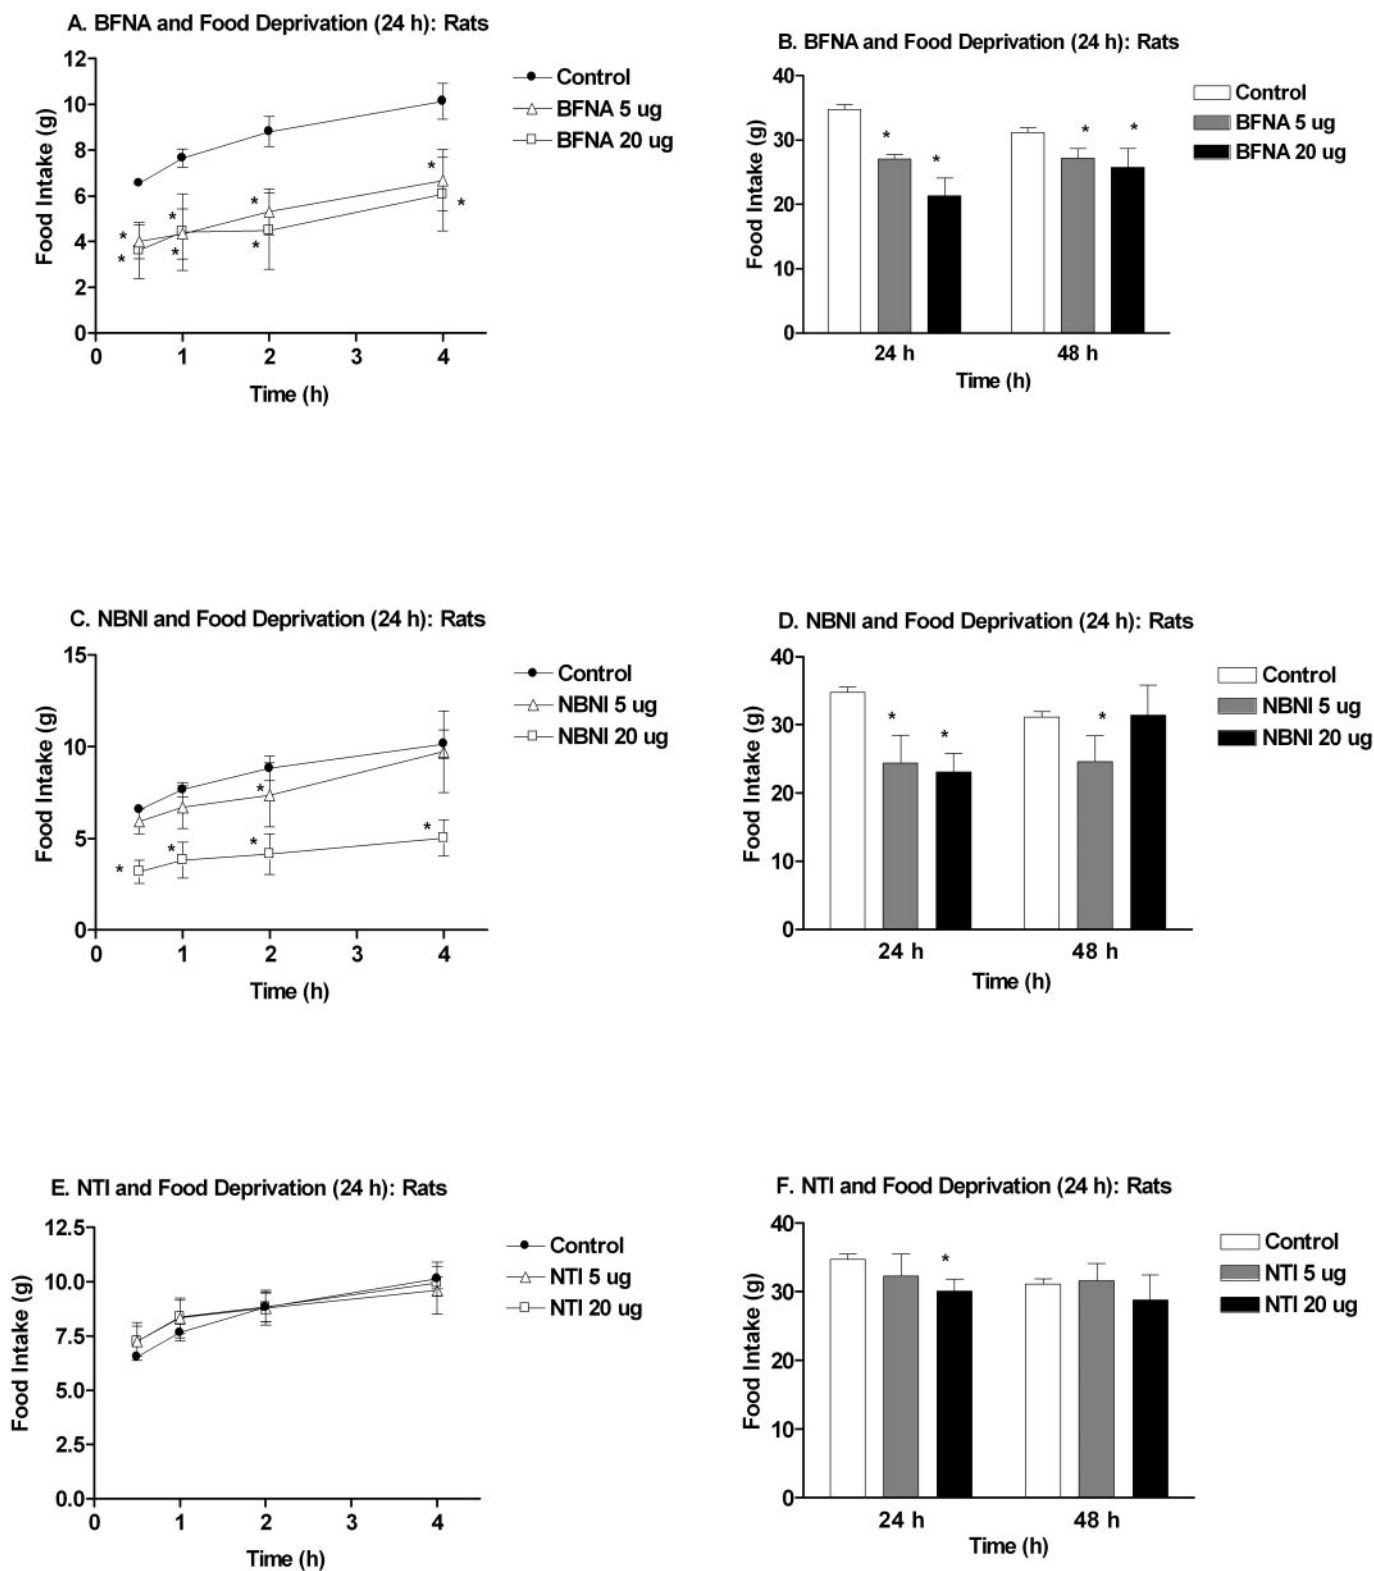 A. BFNA and Food Deprivation (24 h): Rats
12
10
8
6
4
2
0
Food Intake (g)
* * * * * * * *
0 1 2 3 4
Time (h)
Control
BFNA 5 ug
BFNA 20 ug
B. BFNA and Food Deprivation (24 h): Rats
40
30
20
10
0
Food Intake (g)
* * * *
24 h 48 h
Time (h)
Control
BFNA 5 ug
BFNA 20 ug
C. NBNI and Food Deprivation (24 h): Rats
15
10
5
0
Food Intake (g)
* * * * *
0 1 2 3 4
Time (h)
Control
NBNI 5 ug
NBNI 20 ug
D. NBNI and Food Deprivation (24 h): Rats
40
30
20
10
0
Food Intake (g)
* * *
24 h 48 h
Time (h)
Control
NBNI 5 ug
NBNI 20 ug
E. NTI and Food Deprivation (24 h): Rats
12.5
10.0
7.5
5.0
2.5
0.0
Food Intake (g)
0 1 2 3 4
Time (h)
Control
NTI 5 ug
NTI 20 ug
F. NTI and Food Deprivation (24 h): Rats
40
30
20
10
0
Food Intake (g)
*
24 h 48 h
Time (h)
Control
NTI 5 ug
NTI 20 ug